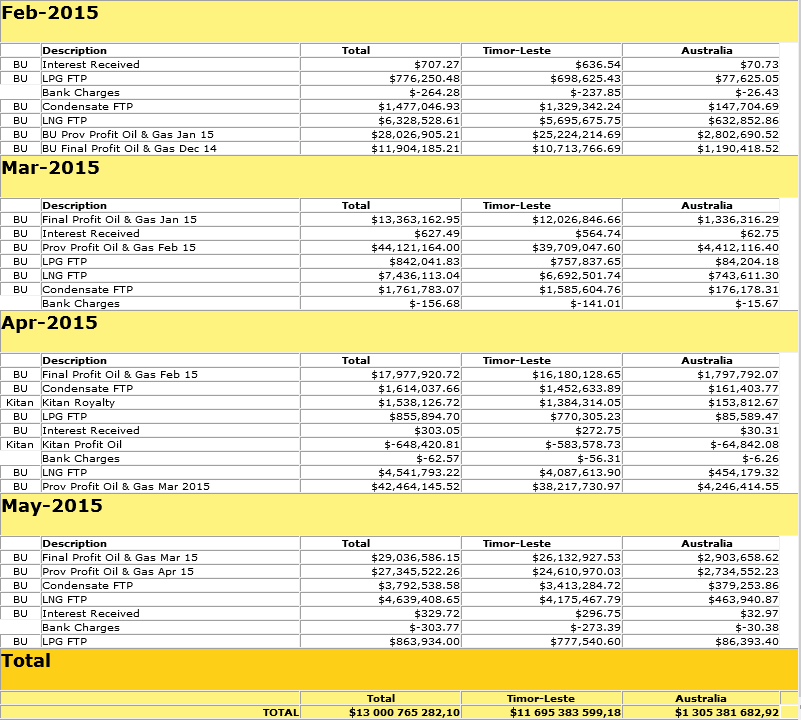 Feb-2015
Description Total Timor-Leste Australia
BU Interest Received $707.27 $636.54 $70.73
BU LPG FTP $776,250.48 $698,625.43 $77,625.05
Bank Charges $-264.28 $-237.85 $-26.43
BU Condensate FTP $1,477,046.93 $1,329,342.24 $147,704.69
BU LNG FTP $6,328,528.61 $5,695,675.75 $632,852.86
BU BU Prov Profit Oil & Gas Jan 15 $28,026,905.21 $25,224,214.69 $2,802,690.52
BU BU Final Profit Oil & Gas Dec 14 $11,904,185.21 $10,713,766.69 $1,190,418.52
Mar-2015
Description Total Timor-Leste Australia
BU Final Profit Oil & Gas Jan 15 $13,363,162.95 $12,026,846.66 $1,336,316.29
BU Interest Received $627.49 $564.74 $62.75
BU Prov Profit Oil & Gas Feb 15 $44,121,164.00 $39,709,047.60 $4,412,116.40
BU LPG FTP $842,041.83 $757,837.65 $84,204.18
BU LNG FTP $7,436,113.04 $6,692,501.74 $743,611.30
BU Condensate FTP $1,761,783.07 $1,585,604.76 $176,178.31
Bank Charges $-156.68 $-141.01 $-15.67
Apr-2015
Description Total Timor-Leste Australia
BU Final Profit Oil & Gas Feb 15 $17,977,920.72 $16,180,128.65 $1,797,792.07
BU Condensate FTP $1,614,037.66 $1,452,633.89 $161,403.77
Kitan Kitan Royalty $1,538,126.72 $1,384,314.05 $153,812.67
BU LPG FTP $855,894.70 $770,305.23 $85,589.47
BU Interest Received $303.05 $272.75 $30.31
Kitan Kitan Profit Oil $-648,420.81 $-583,578.73 $-64,842.08
Bank Charges $-62.57 $-56.31 $-6.26
BU LNG FTP $4,541,793.22 $4,087,613.90 $454,179.32
BU Prov Profit Oil & Gas Mar 2015 $42,464,145.52 $38,217,730.97 $4,246,414.55
May-2015
Description Total Timor-Leste Australia
BU Final Profit Oil & Gas Mar 15 $29,036,586.15 $26,132,927.53 $2,903,658.62
BU Prov Profit Oil & Gas Apr 15 $27,345,522.26 $24,610,970.03 $2,734,552.23
BU Condensate FTP $3,792,538.58 $3,413,284.72 $379,253.86
BU LNG FTP $4,639,408.65 $4,175,467.79 $463,940.87
BU Interest Received $329.72 $296.75 $32.97
Bank Charges $-303.77 $-273.39 $-30.38
BU LPG FTP $863,934.00 $777,540.60 $86,393.40
Total
Total Timor-Leste Australia
TOTAL $13 000 765 282,10 $11 695 383 599,18 $1 305 381 682,92